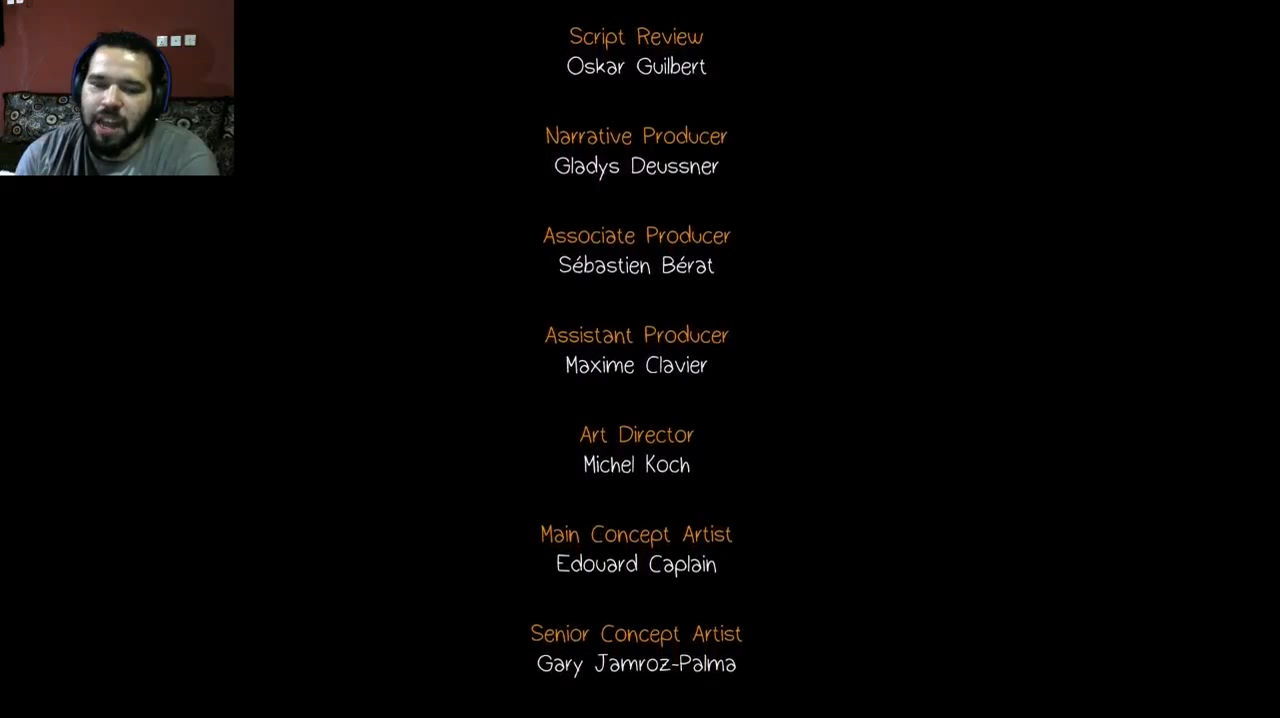 Script Review
Oskar Guilbert
Narrative Producer
Gladys Deussner
Associate Producer
Sébastien Bérat
Assistant Producer
Maxime Clavier
Art Director
Michel Koch
Main Concept Artist
Edouard Caplain
Senior Concept Artist
Gary Jamroz-Palma